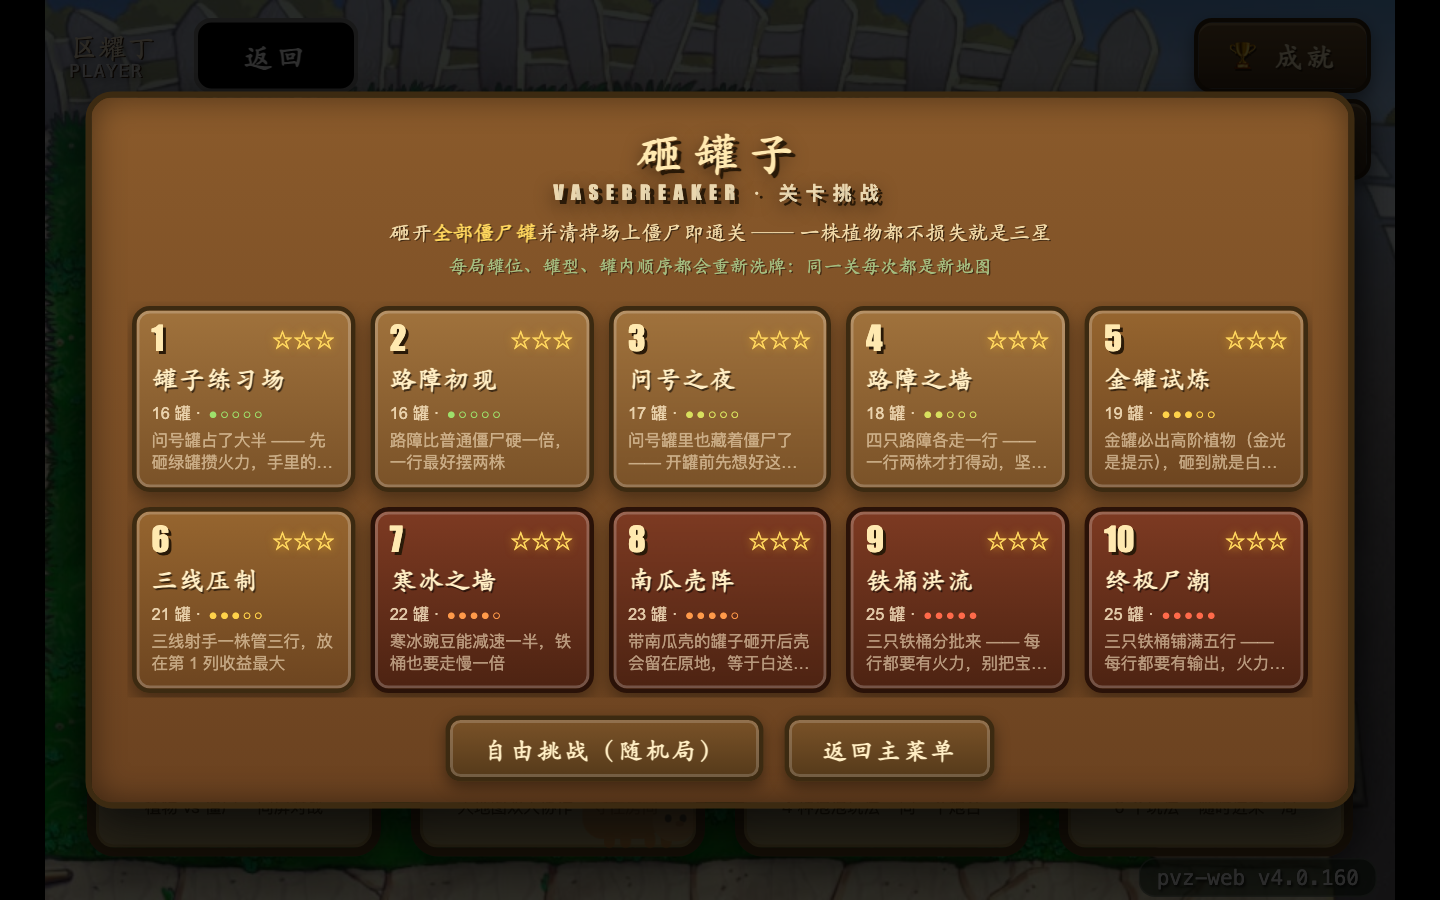 区耀丁
PLAYER
返回
🏆 成就
砸罐子
VASEBREAKER · 关卡挑战
砸开全部僵尸罐并清掉场上僵尸即通关 —— 一株植物都不损失就是三星
每局罐位、罐型、罐内顺序都会重新洗牌：同一关每次都是新地图
1 ☆☆☆
罐子练习场
16 罐 · ●○○○○
问号罐占了大半 —— 先
砸绿罐攒火力，手里的…
2 ☆☆☆
路障初现
16 罐 · ●○○○○
路障比普通僵尸硬一倍，
一行最好摆两株
3 ☆☆☆
问号之夜
17 罐 · ●●○○○
问号罐里也藏着僵尸了
—— 开罐前先想好这…
4 ☆☆☆
路障之墙
18 罐 · ●●○○○
四只路障各走一行 ——
一行两株才打得动，坚…
5 ☆☆☆
金罐试炼
19 罐 · ●●●○○
金罐必出高阶植物（金光
是提示），砸到就是白…
6 ☆☆☆
三线压制
21 罐 · ●●●○○
三线射手一株管三行，放
在第 1 列收益最大
7 ☆☆☆
寒冰之墙
22 罐 · ●●●●○
寒冰豌豆能减速一半，铁
桶也要走慢一倍
8 ☆☆☆
南瓜壳阵
23 罐 · ●●●●○
带南瓜壳的罐子砸开后壳
会留在原地，等于白送…
9 ☆☆☆
铁桶洪流
25 罐 · ●●●●●
三只铁桶分批来 —— 每
行都要有火力，别把宝…
10 ☆☆☆
终极尸潮
25 罐 · ●●●●●
三只铁桶铺满五行 ——
每行都要有输出，火力…
自由挑战（随机局）
返回主菜单
pvz-web v4.0.160